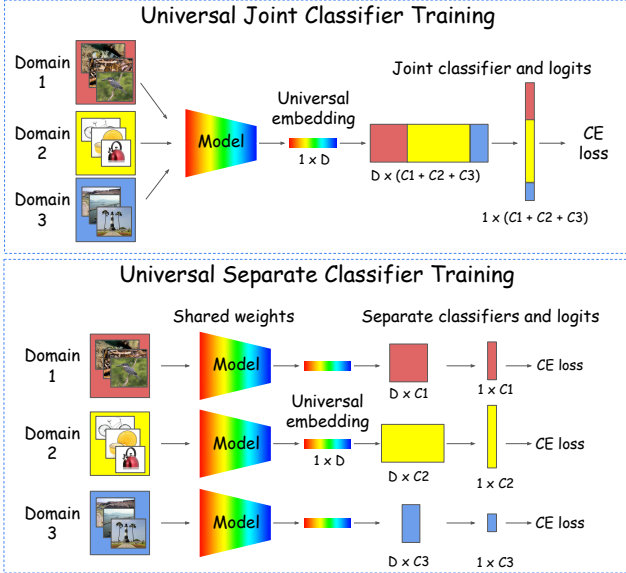 Universal Joint Classifier Training
Domain
1
Domain
2
Domain
3
Model
Universal
embedding
1 x D
Joint classifier and logits
D x (C1 + C2 + C3)
1 x (C1 + C2 + C3)
CE
loss
Universal Separate Classifier Training
Shared weights
Separate classifiers and logits
Domain
1
Model
D x C1
1 x C1
CE loss
Domain
2
Model
Universal
embedding
1 x D
D x C2
1 x C2
CE loss
Domain
3
Model
D x C3
1 x C3
CE loss